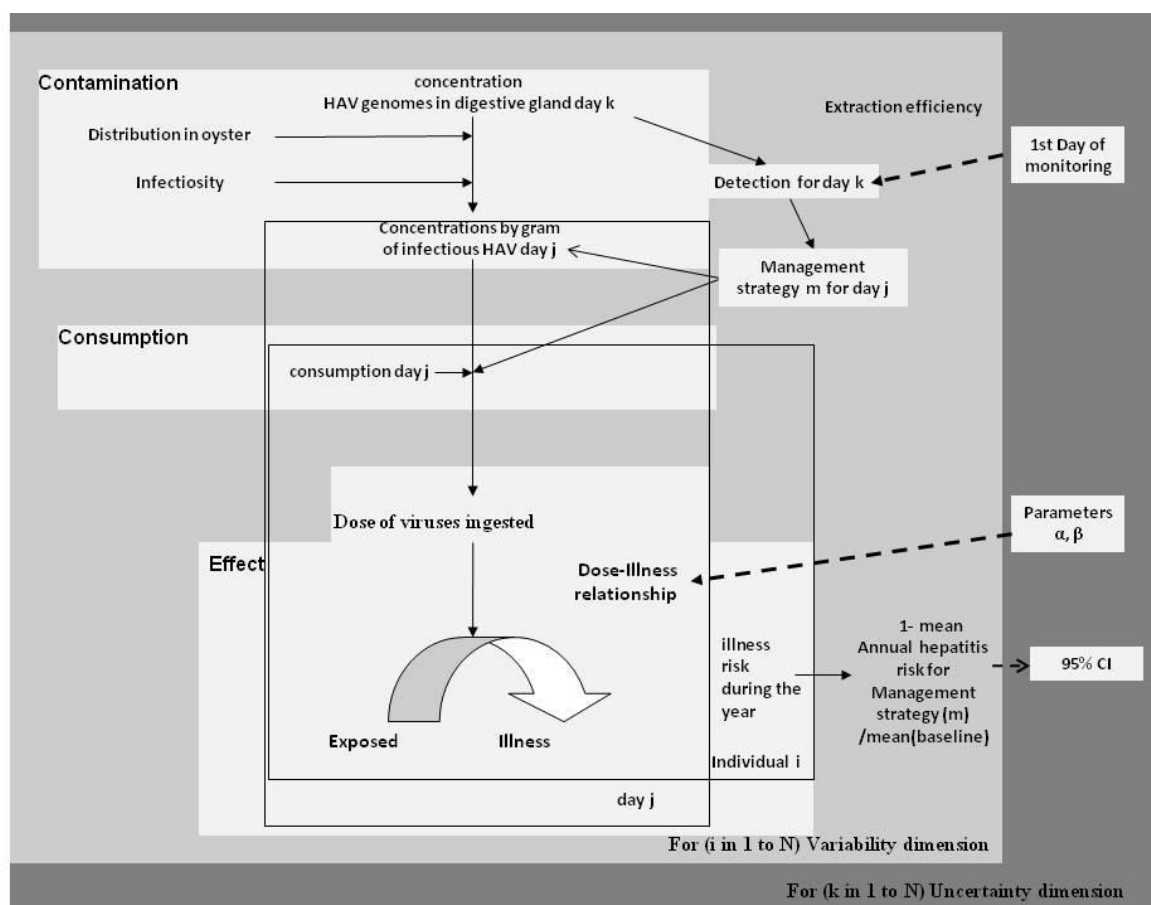 Contamination
concentration
HAV genomes in digestive gland day k
Extraction efficiency
Distribution in oyster
1st Day of
monitoring
Infectiosity
Detection for day k
Concentrations by gram
of infectious HAV day j
Management
strategy m for day j
Consumption
consumption day j
Dose of viruses ingested
Parameters
α, β
Effect
Dose-Illness
relationship
illness
risk
during the
year
1- mean
Annual hepatitis
risk for
Management
strategy (m)
/mean(baseline)
95% CI
Exposed
Illness
Individual i
day j
For (i in 1 to N) Variability dimension
For (k in 1 to N) Uncertainty dimension